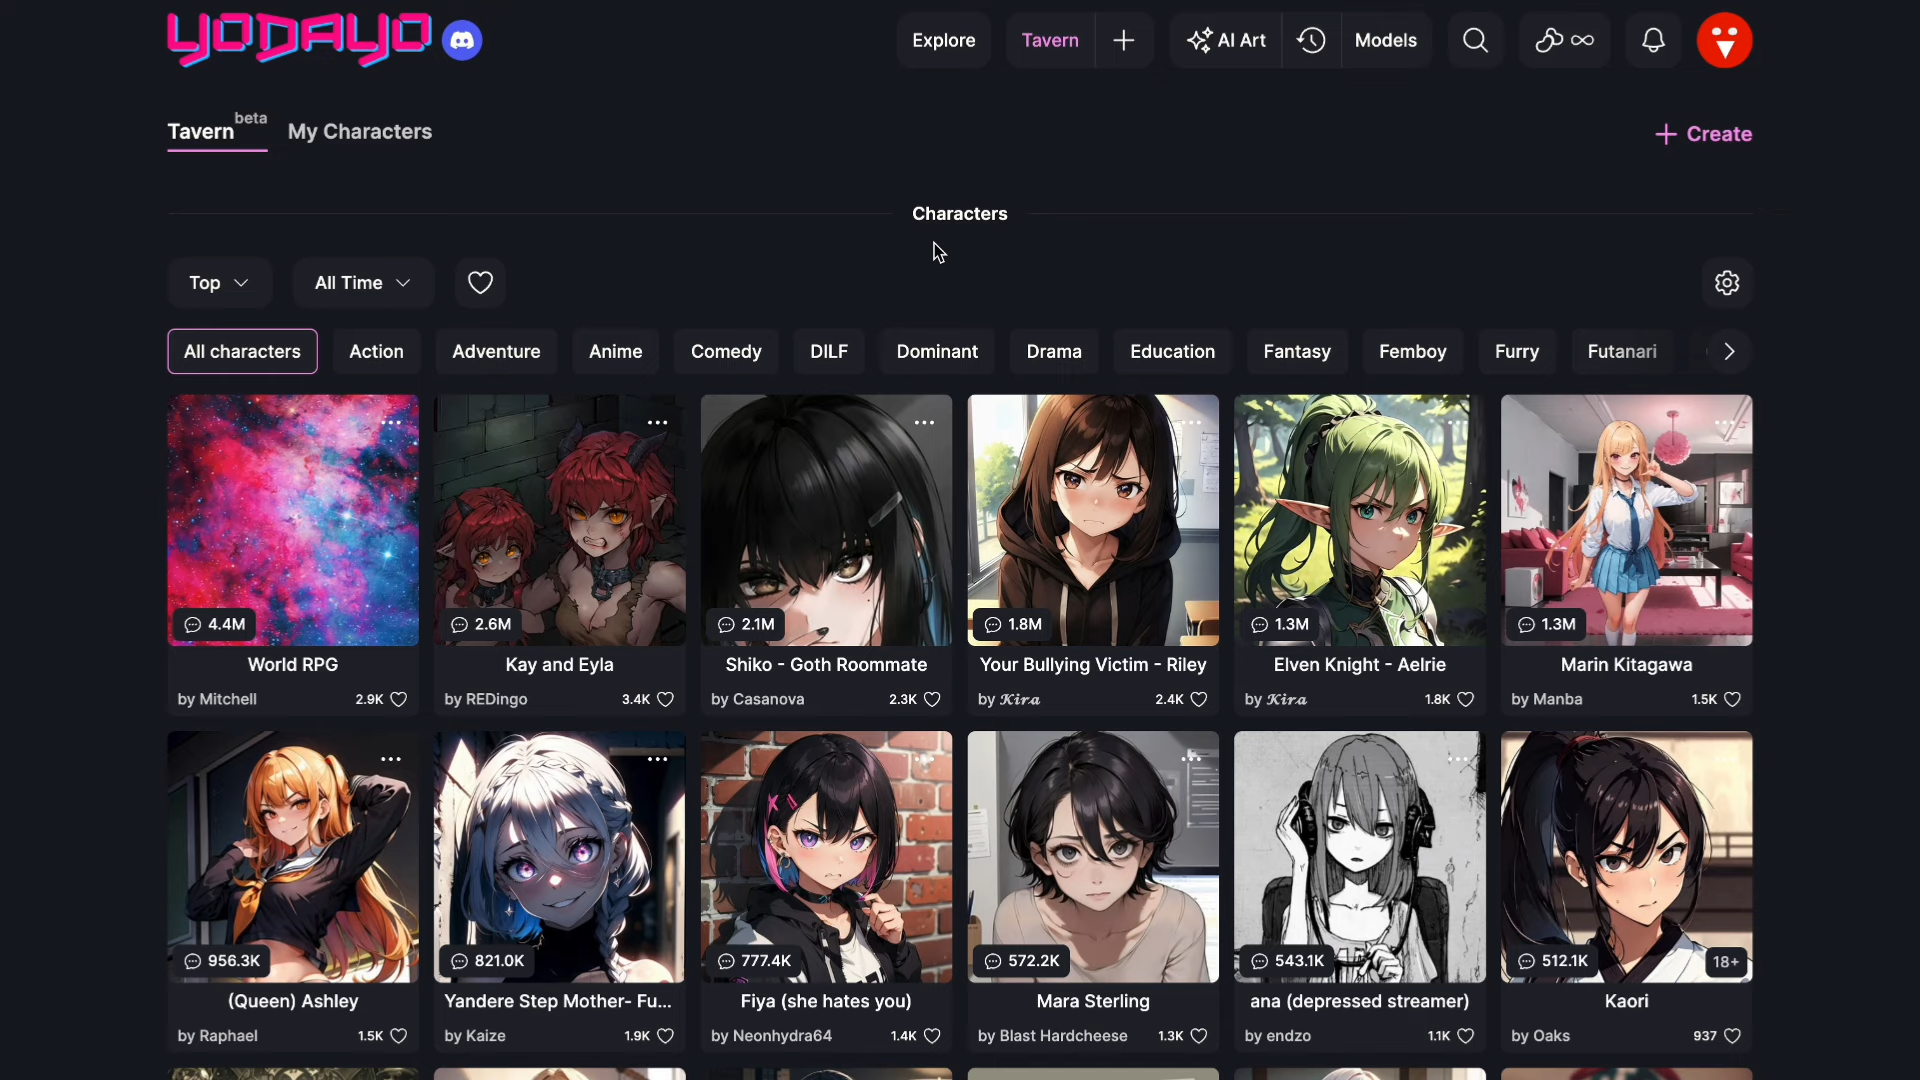 YODAYO
Explore
Tavern
AI Art
Models
Tavern beta
My Characters
Create
Characters
Top
All Time
All characters
Action
Adventure
Anime
Comedy
DILF
Dominant
Drama
Education
Fantasy
Femboy
Furry
Futanari
4.4M
2.6M
2.1M
1.8M
1.3M
1.3M
World RPG
Kay and Eyla
Shiko - Goth Roommate
Your Bullying Victim - Riley
Elven Knight - Aelrie
Marin Kitagawa
by Mitchell 2.9K
by REDingo 3.4K
by Casanova 2.3K
by 𝓚𝓲𝓻𝓪 2.4K
by 𝓚𝓲𝓻𝓪 1.8K
by Manba 1.5K
956.3K
821.0K
777.4K
572.2K
543.1K
512.1K
18+
(Queen) Ashley
Yandere Step Mother- Fu...
Fiya (she hates you)
Mara Sterling
ana (depressed streamer)
Kaori
by Raphael 1.5K
by Kaize 1.9K
by Neonhydra64 1.4K
by Blast Hardcheese 1.3K
by endzo 1.1K
by Oaks 937